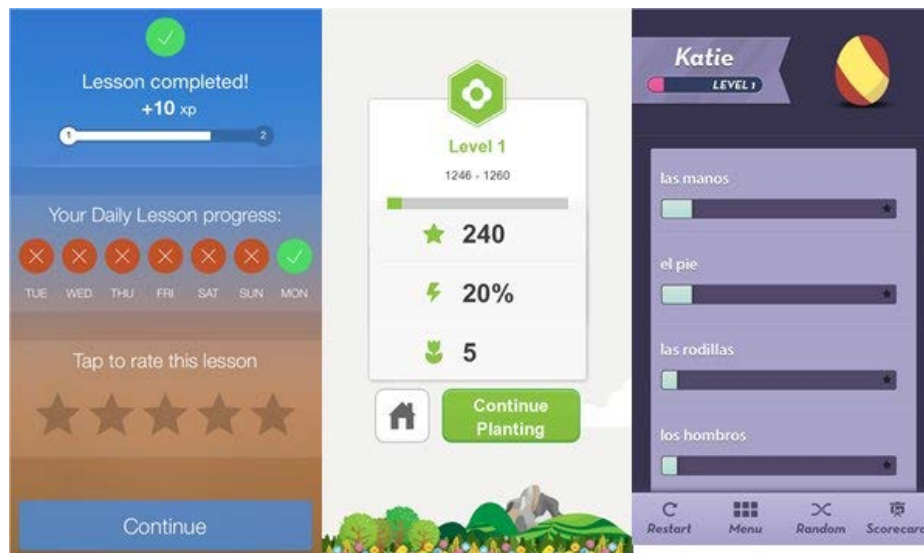 Lesson completed!
+10 xp
1 2
Your Daily Lesson progress:
TUE WED THU FRI SAT SUN MON
Tap to rate this lesson
Continue
Level 1
1246 - 1260
240
20%
5
Continue
Planting
Katie
LEVEL 1
las manos
el pie
las rodillas
los hombros
Restart Menu Random Scorecard